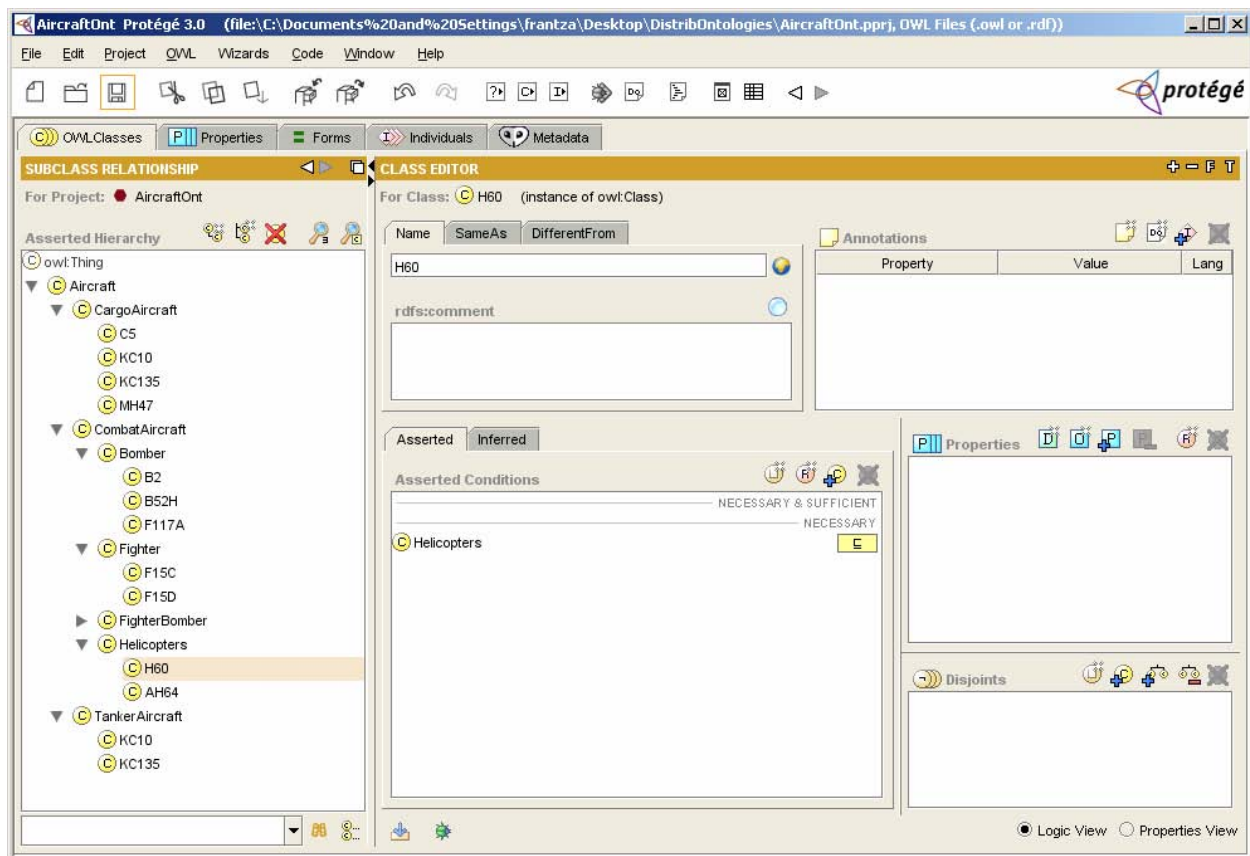 AircraftOnt Protégé 3.0 (file:\C:\Documents%20and%20Settings\frantza\Desktop\DistribOntologies\AircraftOnt.pprj, OWL Files (.owl or .rdf))
File Edit Project OWL Wizards Code Window Help
protégé
OWLClasses Properties Forms Individuals Metadata
SUBCLASS RELATIONSHIP
For Project: AircraftOnt
Asserted Hierarchy
owl:Thing
Aircraft
CargoAircraft
C5
KC10
KC135
MH47
CombatAircraft
Bomber
B2
B52H
F117A
Fighter
F15C
F15D
FighterBomber
Helicopters
H60
AH64
TankerAircraft
KC10
KC135
CLASS EDITOR
For Class: H60 (instance of owl:Class)
Name SameAs DifferentFrom
H60
rdfs:comment
Annotations
Property Value Lang
Asserted Inferred
Asserted Conditions
NECESSARY & SUFFICIENT
NECESSARY
Helicopters ⊑
Properties
Disjoints
Logic View Properties View